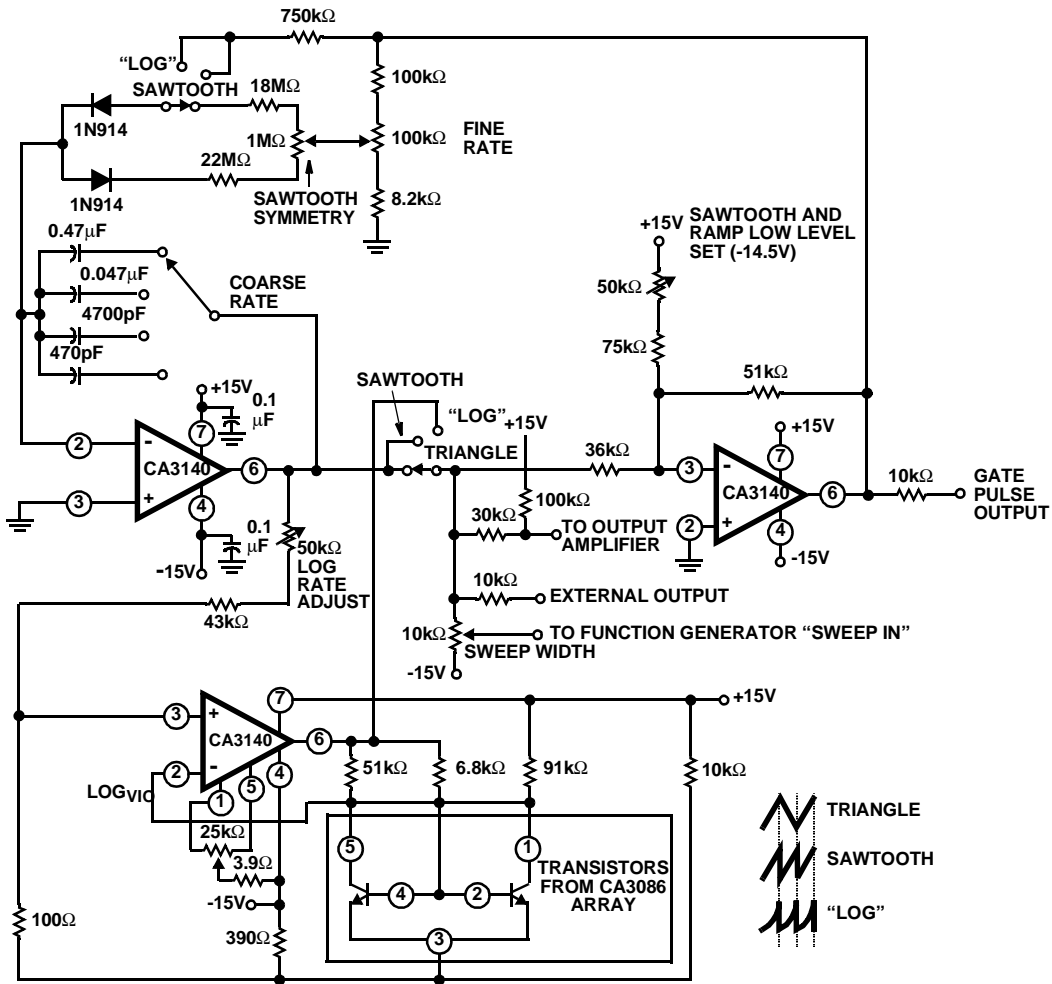 750kΩ
"LOG"
SAWTOOTH
18MΩ
100kΩ
1N914
1MΩ
100kΩ
FINE
RATE
22MΩ
1N914
SAWTOOTH
SYMMETRY
8.2kΩ
0.47μF
0.047μF
4700pF
470pF
COARSE
RATE
+15V
SAWTOOTH AND
RAMP LOW LEVEL
SET (-14.5V)
50kΩ
75kΩ
51kΩ
+15V
0.1
μF
7
2
-
CA3140
6
3
+
4
0.1
μF
-15V
SAWTOOTH
"LOG"
+15V
TRIANGLE
36kΩ
100kΩ
30kΩ
TO OUTPUT
AMPLIFIER
+15V
7
3
-
CA3140
6
2
+
4
-15V
10kΩ
GATE
PULSE
OUTPUT
50kΩ
LOG
RATE
ADJUST
43kΩ
10kΩ
EXTERNAL OUTPUT
10kΩ
TO FUNCTION GENERATOR "SWEEP IN"
SWEEP WIDTH
-15V
7
+15V
3
+
CA3140
6
2
-
4
5
1
LOGVIO
51kΩ
6.8kΩ
91kΩ
10kΩ
25kΩ
3.9Ω
-15V
390Ω
100Ω
5
1
4
2
3
TRANSISTORS
FROM CA3086
ARRAY
TRIANGLE
SAWTOOTH
"LOG"